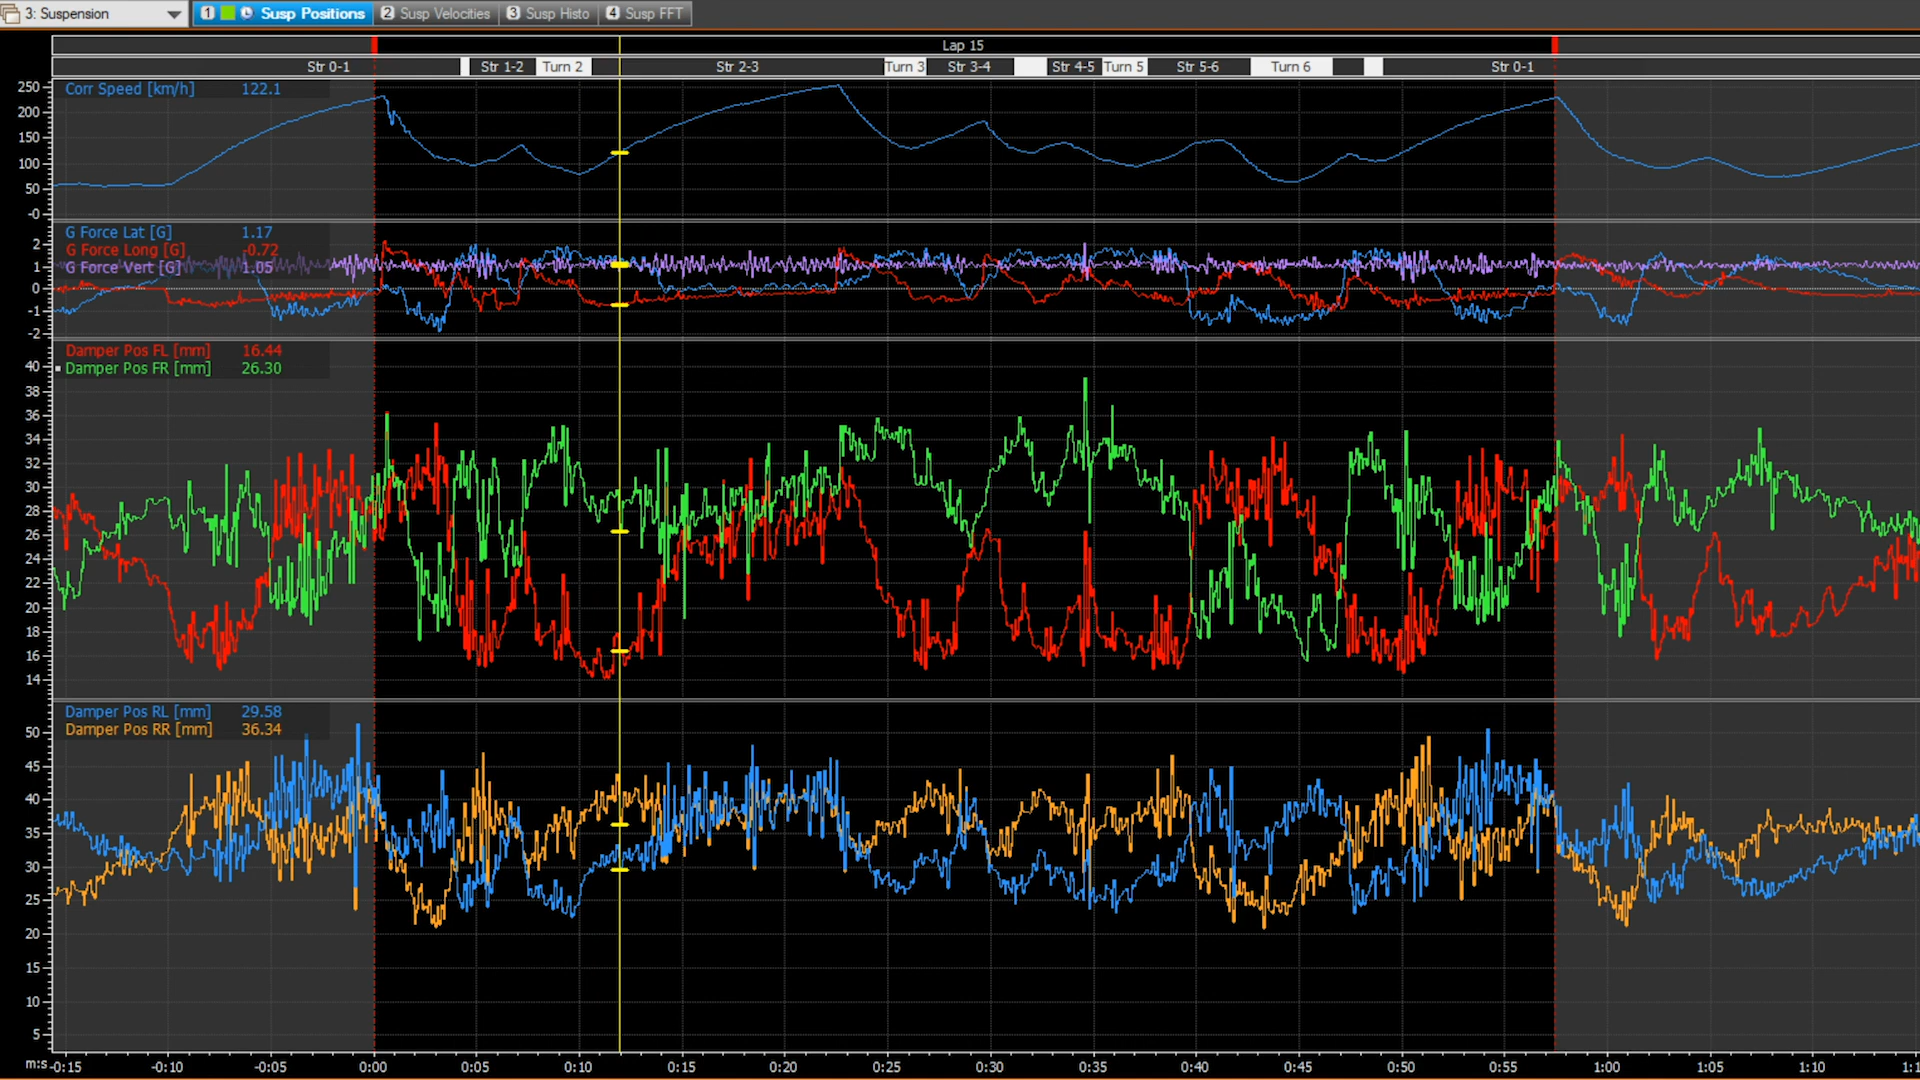 3: Suspension 1 Susp Positions 2 Susp Velocities 3 Susp Histo 4 Susp FFT
Lap 15
Str 0-1 Str 1-2 Turn 2 Str 2-3 Turn 3 Str 3-4 Str 4-5 Turn 5 Str 5-6 Turn 6 Str 0-1
Corr Speed [km/h] 122.1
250
200
150
100
50
-0
G Force Lat [G] 1.17
G Force Long [G] -0.72
G Force Vert [G] 1.05
2
1
0
-1
-2
Damper Pos FL [mm] 16.44
Damper Pos FR [mm] 26.30
40
38
36
34
32
30
28
26
24
22
20
18
16
14
Damper Pos RL [mm] 29.58
Damper Pos RR [mm] 36.34
50
45
40
35
30
25
20
15
10
5
m:s -0:15 -0:10 -0:05 0:00 0:05 0:10 0:15 0:20 0:25 0:30 0:35 0:40 0:45 0:50 0:55 1:00 1:05 1:10